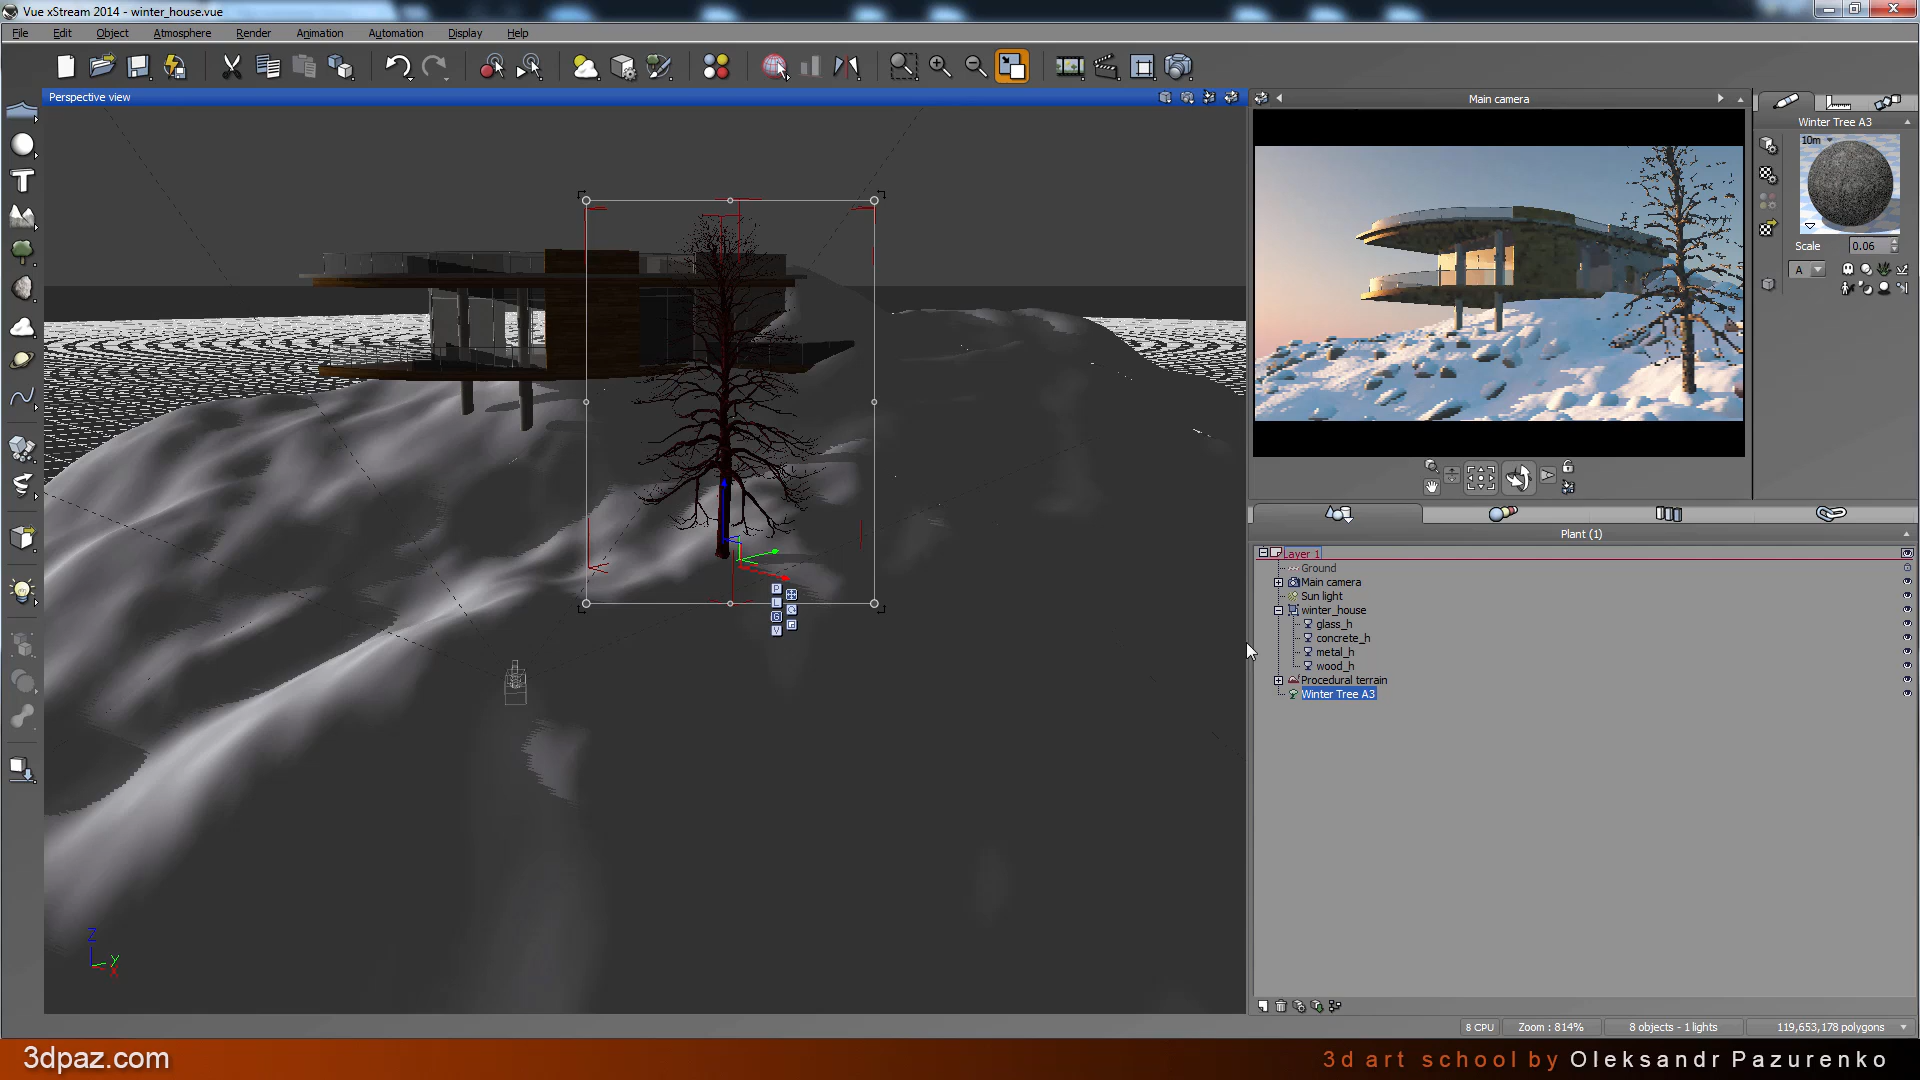 Vue xStream 2014 - winter_house.vue
File Edit Object Atmosphere Render Animation Automation Display Help
Perspective view
Main camera
Winter Tree A3
10m
Scale 0.06
A
Plant (1)
Layer 1
Ground
Main camera
Sun light
winter_house
glass_h
concrete_h
metal_h
wood_h
Procedural terrain
Winter Tree A3
P
L
G
V
Z
y
X
8 CPU Zoom : 814% 8 objects - 1 lights 119,653,178 polygons
3dpaz.com
3d art school by Oleksandr Pazurenko